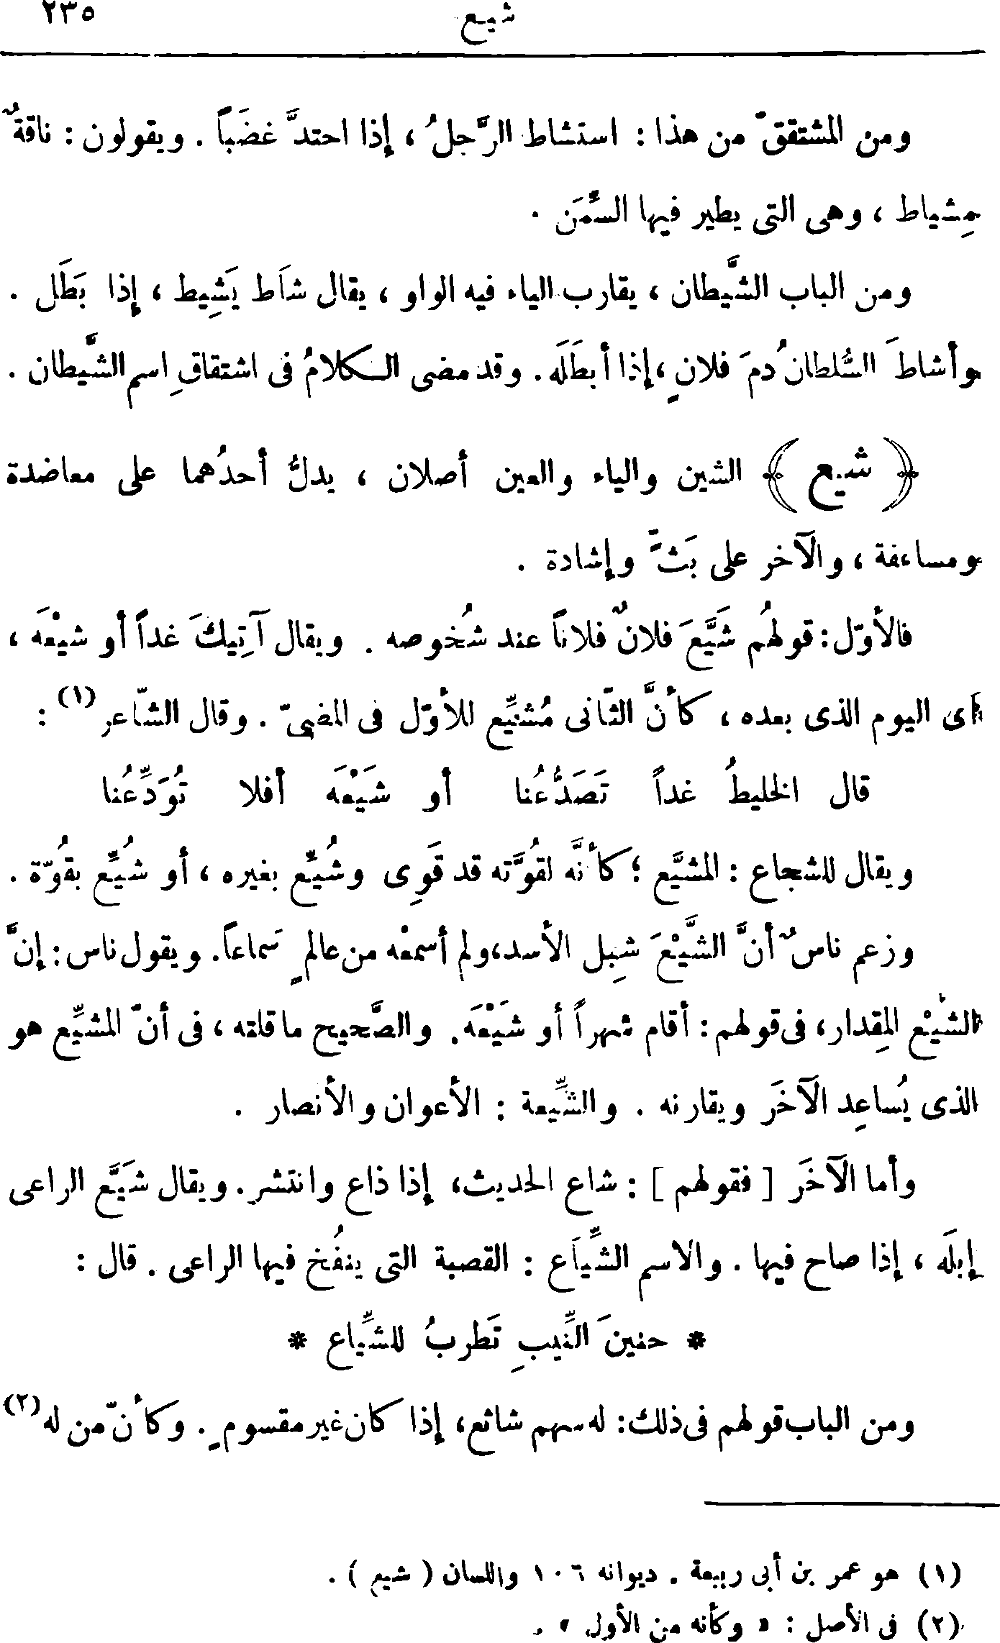 شيع ٢٣٥
ومن المشتقّ من هذا : استشاط الرَّجلُ ، إذا احتدَّ غضَباً . ويقولون : ناقةٌ
مِشياط ، وهى التى يطير فيها السِّمَن .
ومن الباب الشَّيطان ، يقارب الياء فيه الواو ، يقال شاَط يَشِيط ، إذا بَطَل .
وأشاطَ السُّلطانُ دمَ فلانٍ ، إذا أبطَلَه . وقد مضى الكلامُ فى اشتقاقِ اسم الشَّيطان .
﴿ شيع ﴾ الشين والياء والعين أصلان ، يدلُّ أحدُهما على معاضدة
ومساعفة ، والآخر على بَثٍّ وإشادة .
فالأوّل : قولهُم شَيَّعَ فلانٌ فلاناً عند شُخوصه . ويقال آتِيكَ غداً أو شيْعَه ،
أى اليوم الذى بعده ، كأنَّ الثّانى مُشيِّع للأوّل فى المضىّ . وقال الشّاعر (١) :
قال الخليطُ غداً تَصَدُّعُنا أو شَيْعَه أفلا تُوَدِّعُنا
ويقال للشجاع : المشيَّع ؛ كأنَّه لقُوَّته قد قَوِى وشُيِّع بغيره ، أو شُيِّع بقُوّة .
وزعم ناسٌ أنَّ الشَّيْعَ شِبل الأسد، ولم أسمعْه من عالمٍ سَماعاً. ويقول ناس : إنَّ
الشَّيْع المِقدار، فى قولهم : أقام شهراً أو شَيْعَه. والصَّحيح ما قلته ، فى أنّ المشيِّع هو
الذى يُساعِد الآخَر ويقارنه . والشِّيعة : الأعوان والأنصار .
وأما الآخَر [ فقولهم ] : شاع الحديث، إذا ذاع وانتشر. ويقال شَيَّع الراعى
إبلَه ، إذا صاح فيها . والاسم الشِّيَاع : القصبة التى ينفُخ فيها الراعى . قال :
* حنينَ النِّيبِ تَطربُ للشِّياع *
ومن الباب قولهم فى ذلك: له سهم شائع، إذا كان غير مقسومٍ. وكأنّ من له (٢)
(١) هو عمر بن أبى ربيعة . ديوانه ١٠٦ واللسان ( شيع ) .
(٢) فى الأصل : « وكأنه من الأول » .